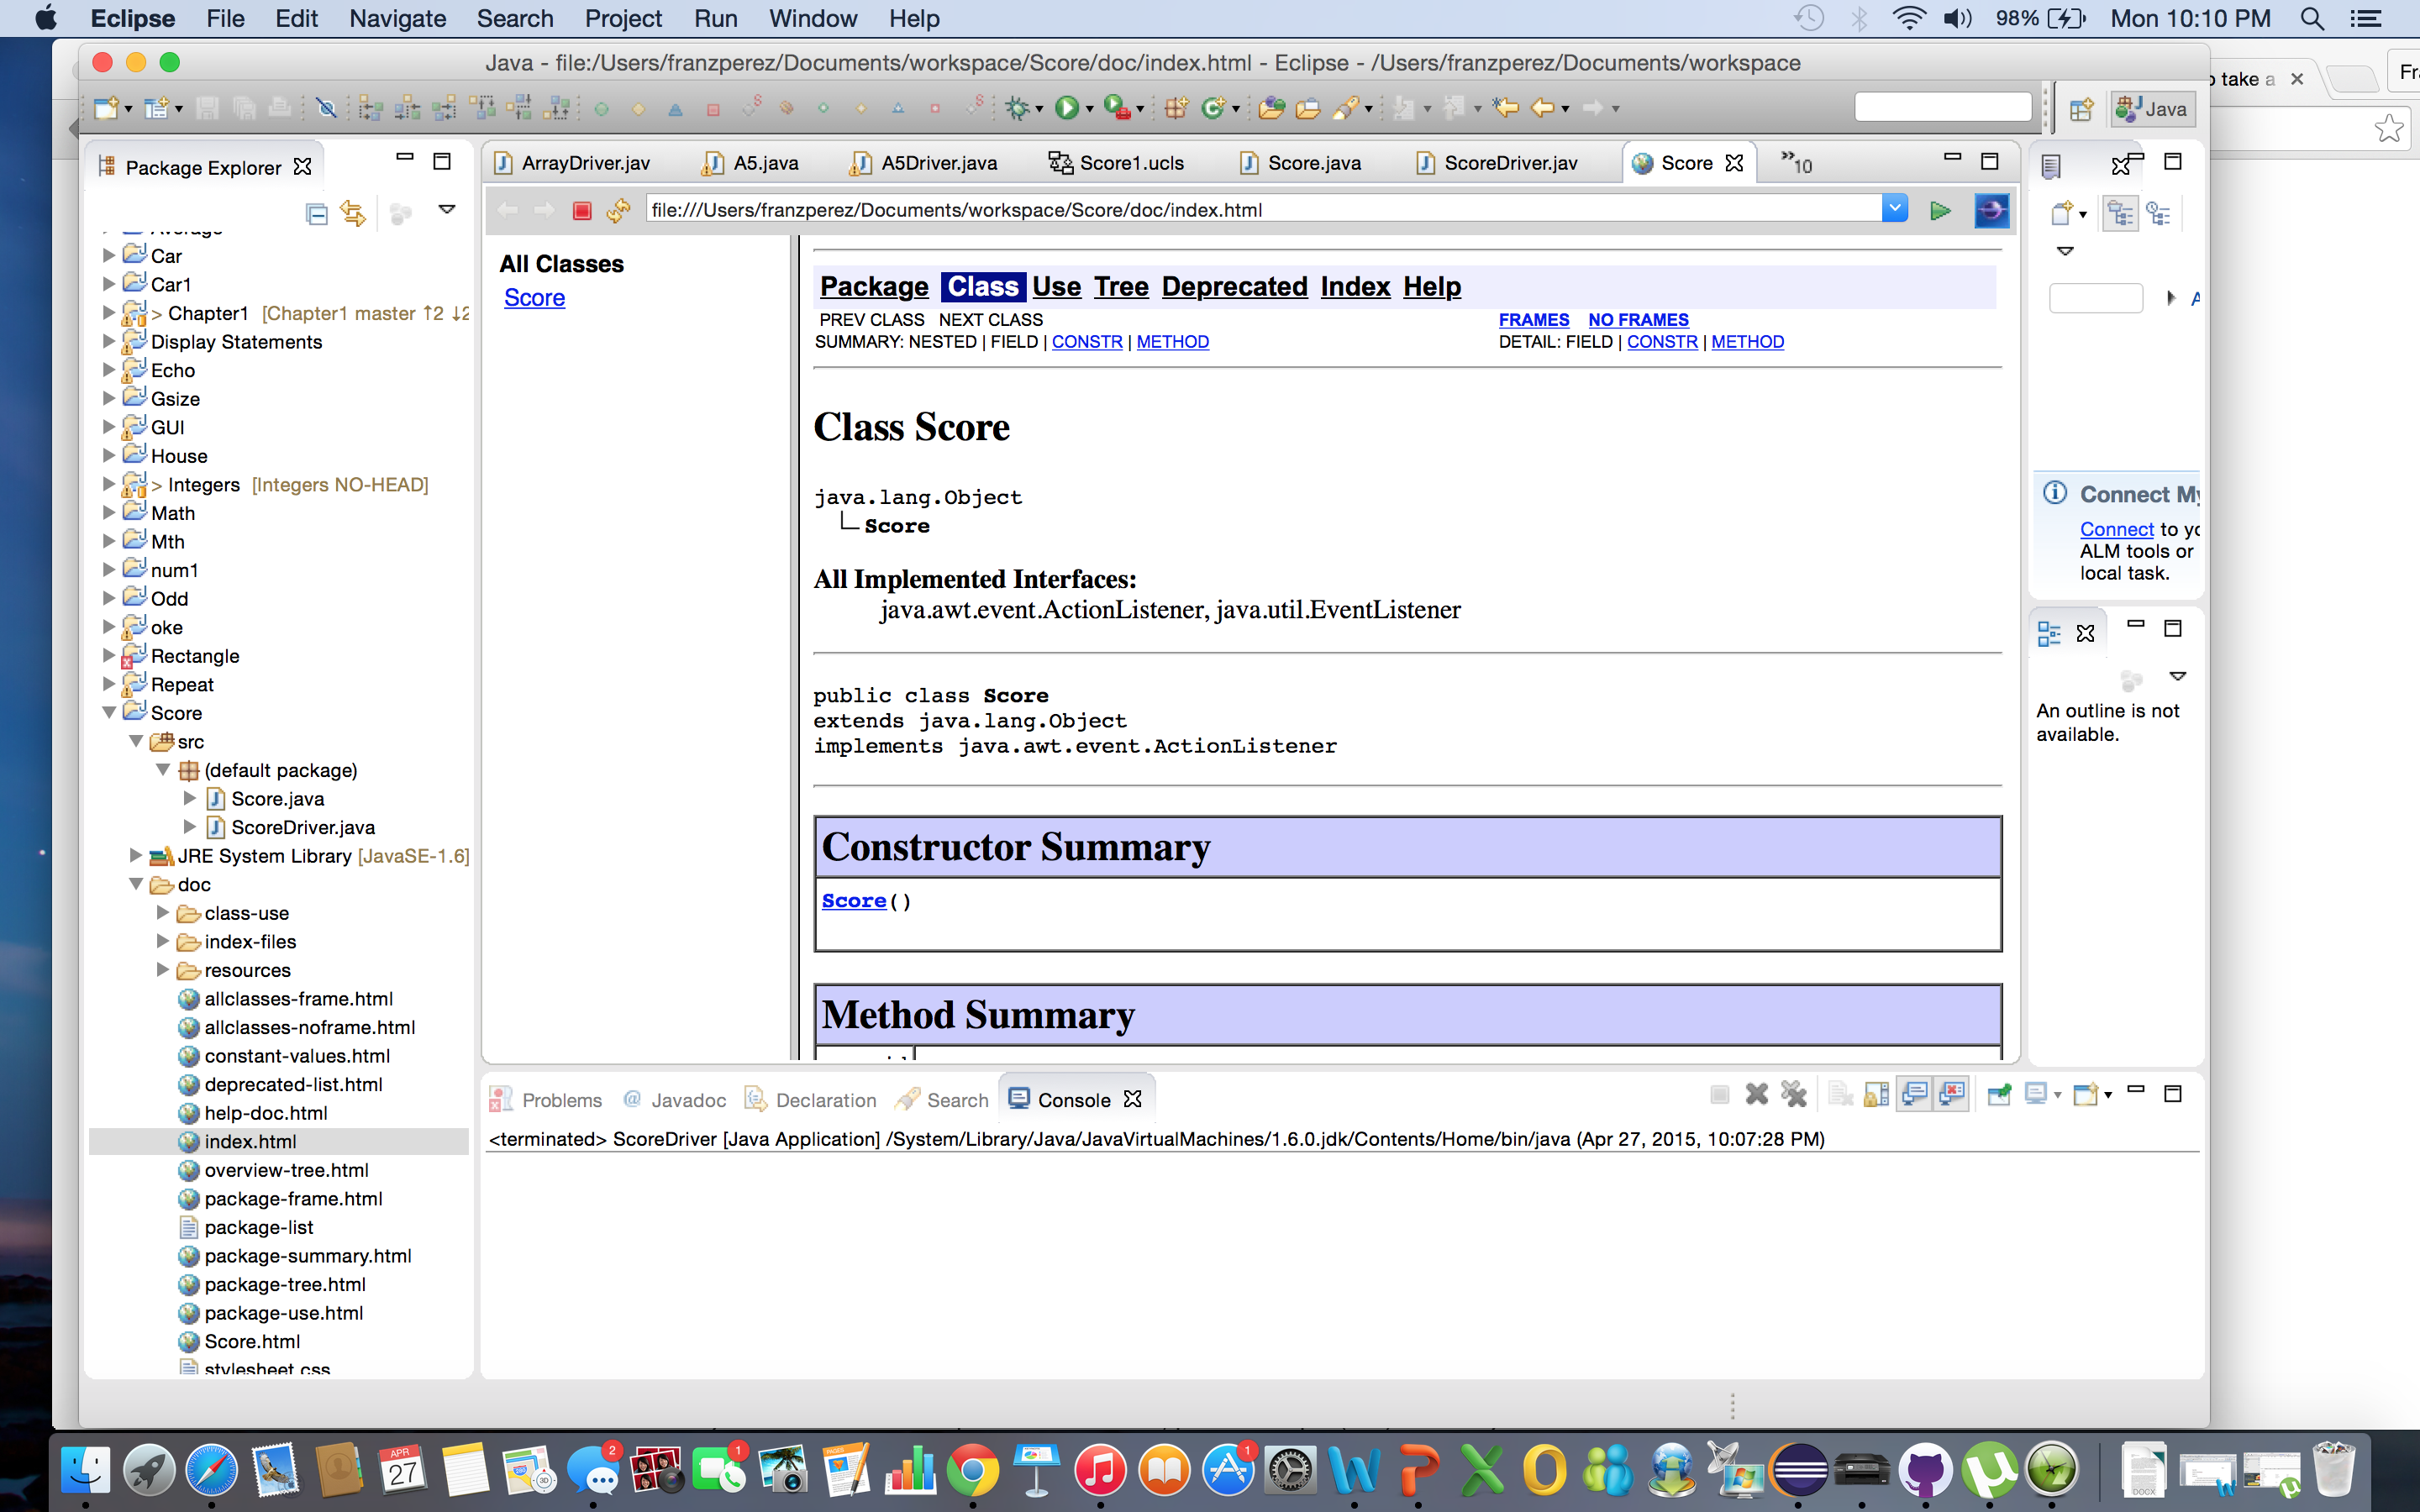 Eclipse File Edit Navigate Search Project Run Window Help
98% Mon 10:10 PM
Java - file:/Users/franzperez/Documents/workspace/Score/doc/index.html - Eclipse - /Users/franzperez/Documents/workspace
take a
Fr
Java
Package Explorer
Average
Car
Car1
> Chapter1 [Chapter1 master ↑2 ↓2
Display Statements
Echo
Gsize
GUI
House
> Integers [Integers NO-HEAD]
Math
Mth
num1
Odd
oke
Rectangle
Repeat
Score
src
(default package)
Score.java
ScoreDriver.java
JRE System Library [JavaSE-1.6]
doc
class-use
index-files
resources
allclasses-frame.html
allclasses-noframe.html
constant-values.html
deprecated-list.html
help-doc.html
index.html
overview-tree.html
package-frame.html
package-list
package-summary.html
package-tree.html
package-use.html
Score.html
stylesheet.css
ArrayDriver.jav A5.java A5Driver.java Score1.ucls Score.java ScoreDriver.jav Score »10
file:///Users/franzperez/Documents/workspace/Score/doc/index.html
All Classes
Score
Package Class Use Tree Deprecated Index Help
PREV CLASS NEXT CLASS FRAMES NO FRAMES
SUMMARY: NESTED | FIELD | CONSTR | METHOD DETAIL: FIELD | CONSTR | METHOD
Class Score
java.lang.Object
Score
All Implemented Interfaces:
java.awt.event.ActionListener, java.util.EventListener
public class Score
extends java.lang.Object
implements java.awt.event.ActionListener
Constructor Summary
Score()
Method Summary
Connect My
Connect to yo
ALM tools or
local task.
An outline is not
available.
Problems Javadoc Declaration Search Console
<terminated> ScoreDriver [Java Application] /System/Library/Java/JavaVirtualMachines/1.6.0.jdk/Contents/Home/bin/java (Apr 27, 2015, 10:07:28 PM)
APR
27
2
1
PAGES
1
DOCX